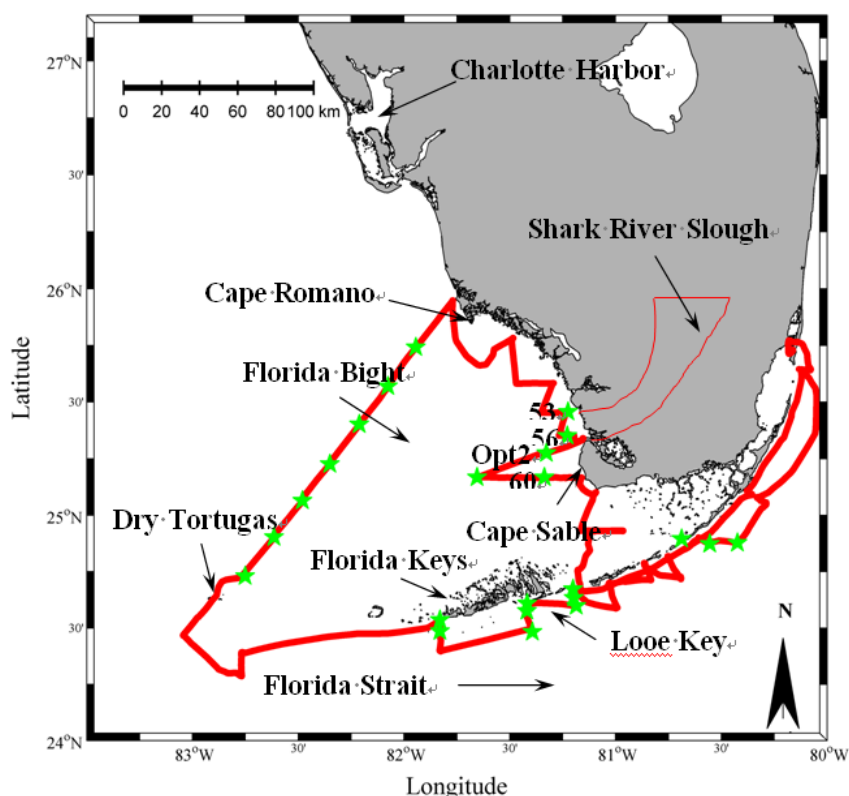 27°N
Charlotte Harbor
0 20 40 60 80 100 km
30'
Shark River Slough
26°N
Cape Romano
Florida Bight
Latitude
30'
53
56
Opt2
60
25°N
Dry Tortugas
Cape Sable
Florida Keys
N
30'
Looe Key
Florida Strait
24°N
83°W 30' 82°W 30' 81°W 30' 80°W
Longitude